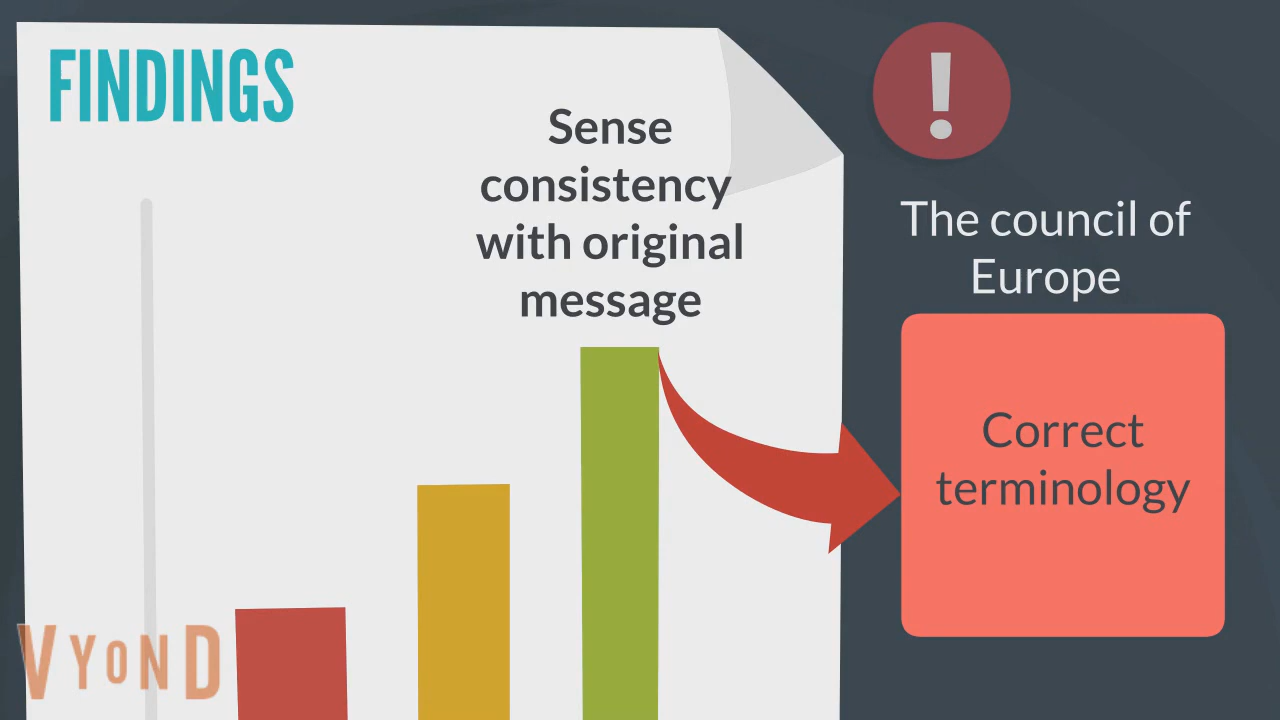 FINDINGS
Sense
consistency
with original
message
!
The council of
Europe
Correct
terminology
VYOND